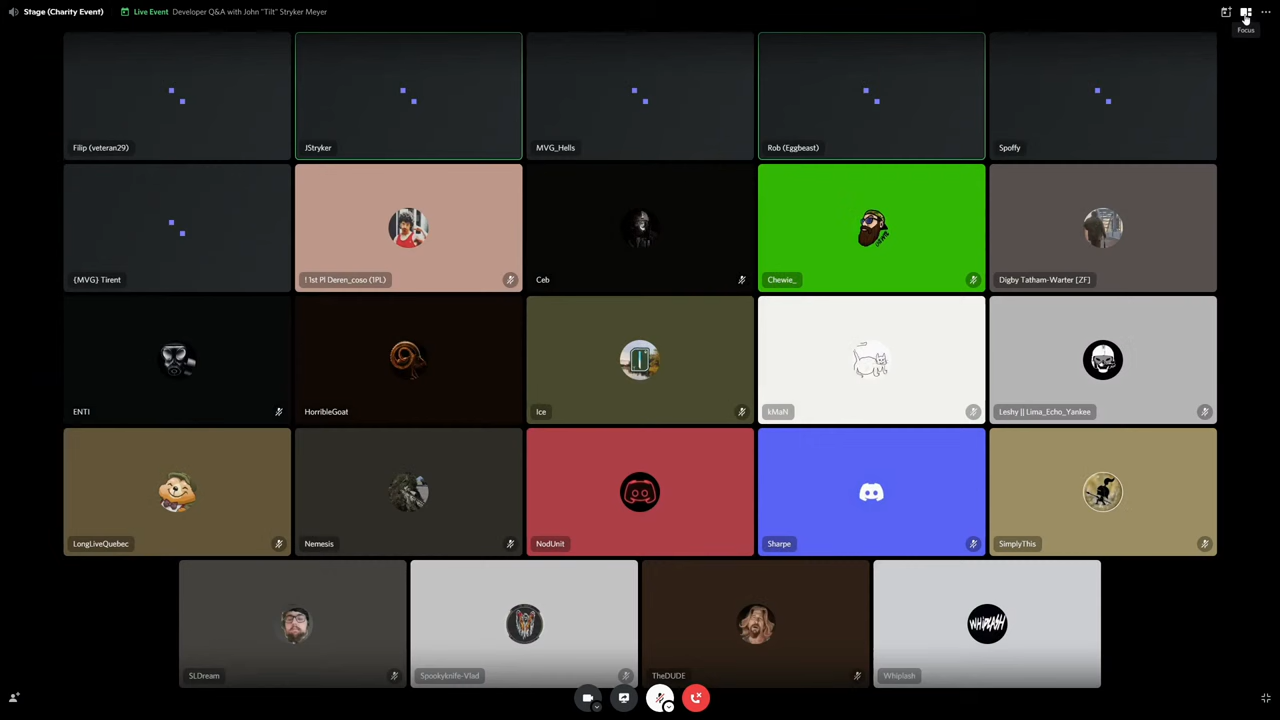 Stage (Charity Event)
Live Event Developer Q&A with John "Tilt" Stryker Meyer
Focus
Filip (veteran29)
JStryker
MVG_Hells
Rob (Eggbeast)
Spoffy
{MVG} Tirent
! 1st Pl Deren_coso (1PL)
Ceb
Chewie_
Digby Tatham-Warter [ZF]
ENTI
HorribleGoat
Ice
kMaN
Leshy || Lima_Echo_Yankee
LongLiveQuebec
Nemesis
NodUnit
Sharpe
SimplyThis
WHIPLASH
SLDream
Spookyknife-Vlad
TheDUDE
Whiplash